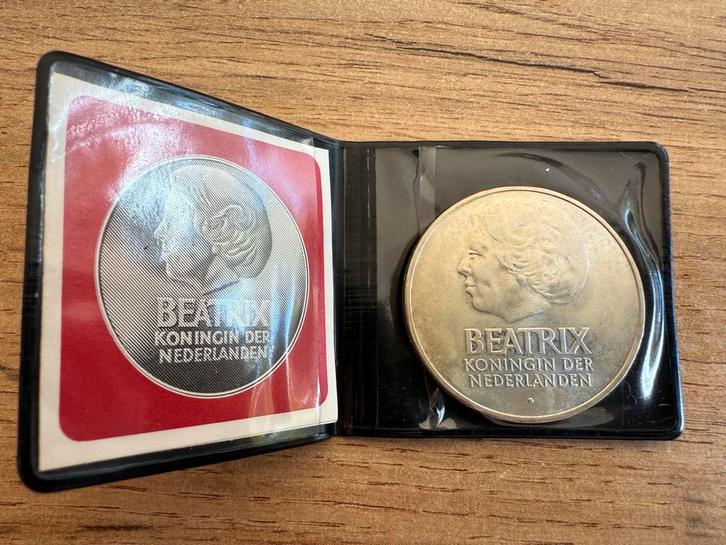 BEATRIX
KONINGIN DER
NEDERLANDEN
BEATRIX
KONINGIN DER
NEDERLANDEN